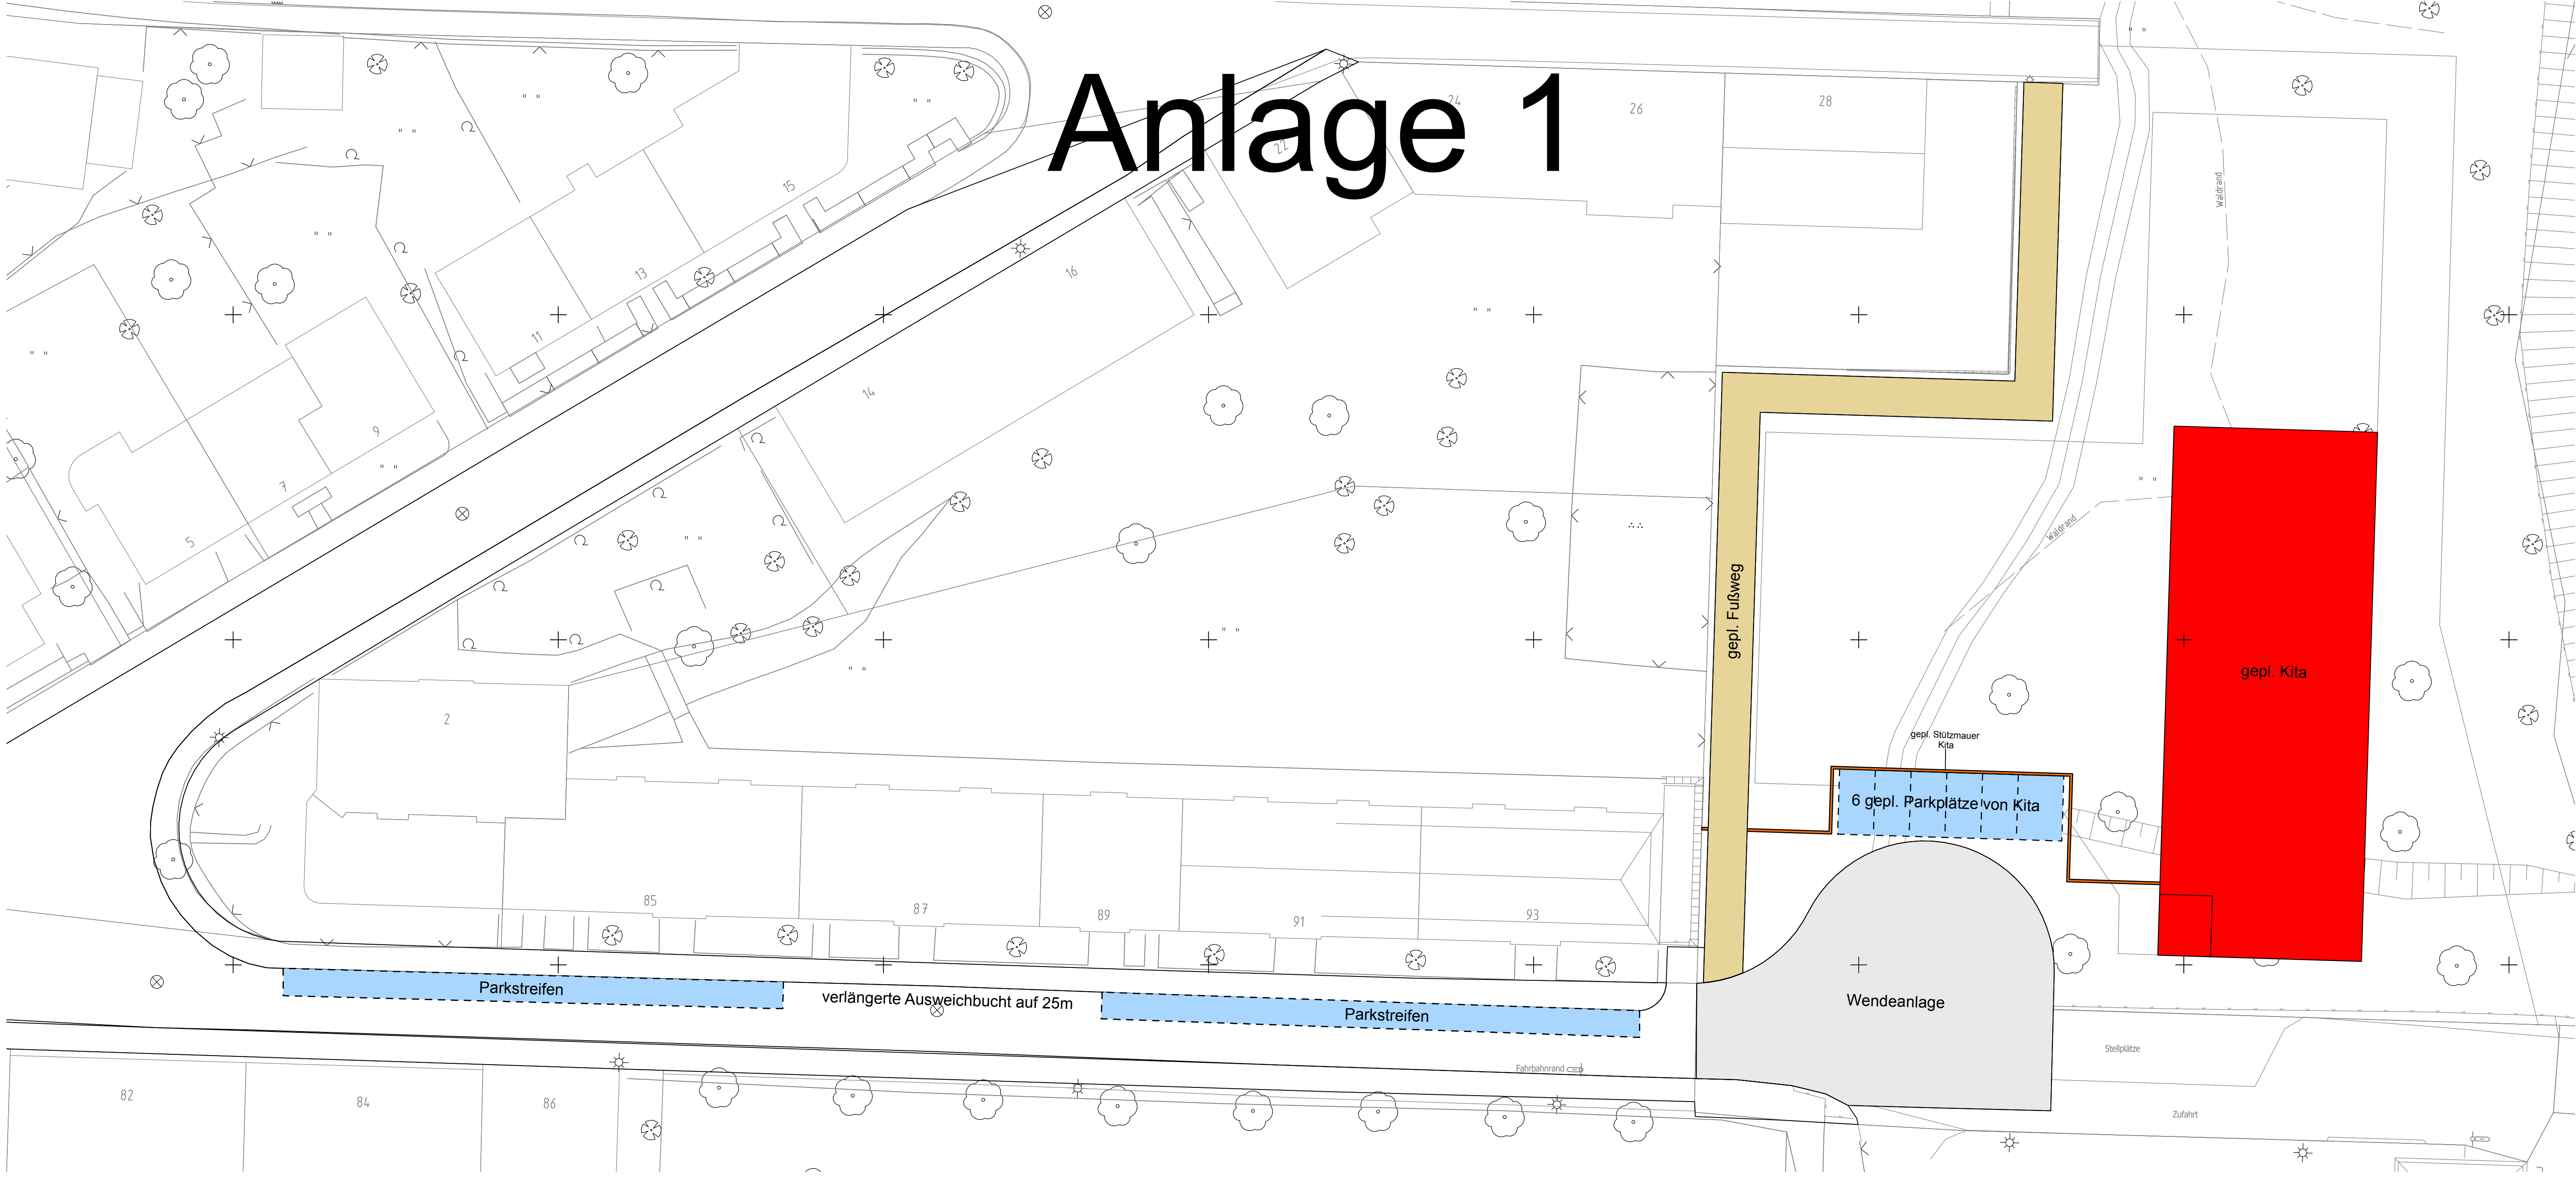 Anlage 1
24
26
28
22
15
13
11
16
14
9
7
5
2
Waldrand
Waldrand
gepl. Fußweg
gepl. Kita
gepl. Stützmauer
Kita
6 gepl. Parkplätze von Kita
85
87
89
91
93
Parkstreifen
verlängerte Ausweichbucht auf 25m
Parkstreifen
Wendeanlage
Stellplätze
Fahrbahnrand
Zufahrt
82
84
86